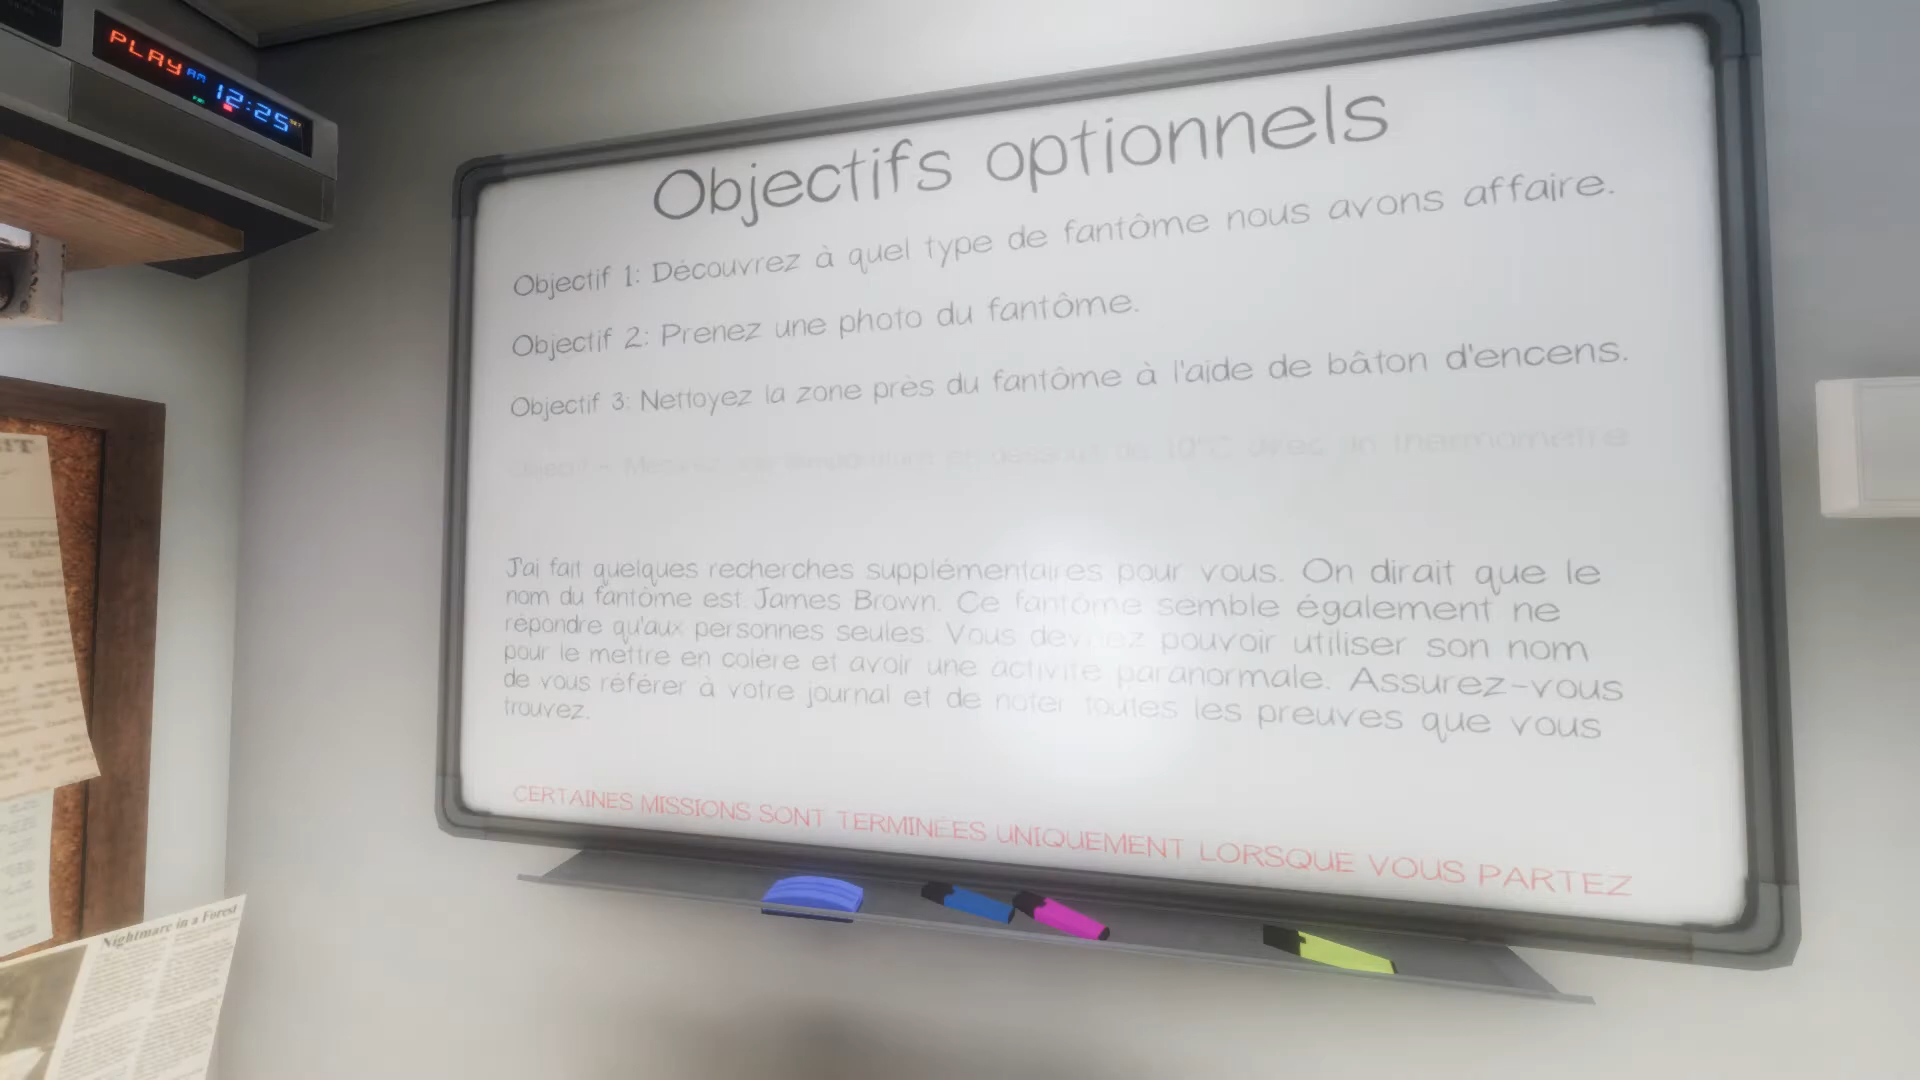 PLAY AM 12:25
Objectifs optionnels
Objectif 1: Découvrez à quel type de fantôme nous avons affaire.
Objectif 2: Prenez une photo du fantôme.
Objectif 3: Nettoyez la zone près du fantôme à l'aide de bâton d'encens.
10°C avec un thermomètre
J'ai fait quelques recherches supplémentaires pour vous. On dirait que le
nom du fantôme est James Brown. Ce fantôme semble également ne
répondre qu'aux personnes seules. Vous pouvoir utiliser son nom
pour le mettre en colère et avoir une activité paranormale. Assurez-vous
de vous référer à votre journal et de noter toutes les preuves que vous
trouvez.
CERTAINES MISSIONS SONT TERMINÉES UNIQUEMENT LORSQUE VOUS PARTEZ
Nightmare in a Forest